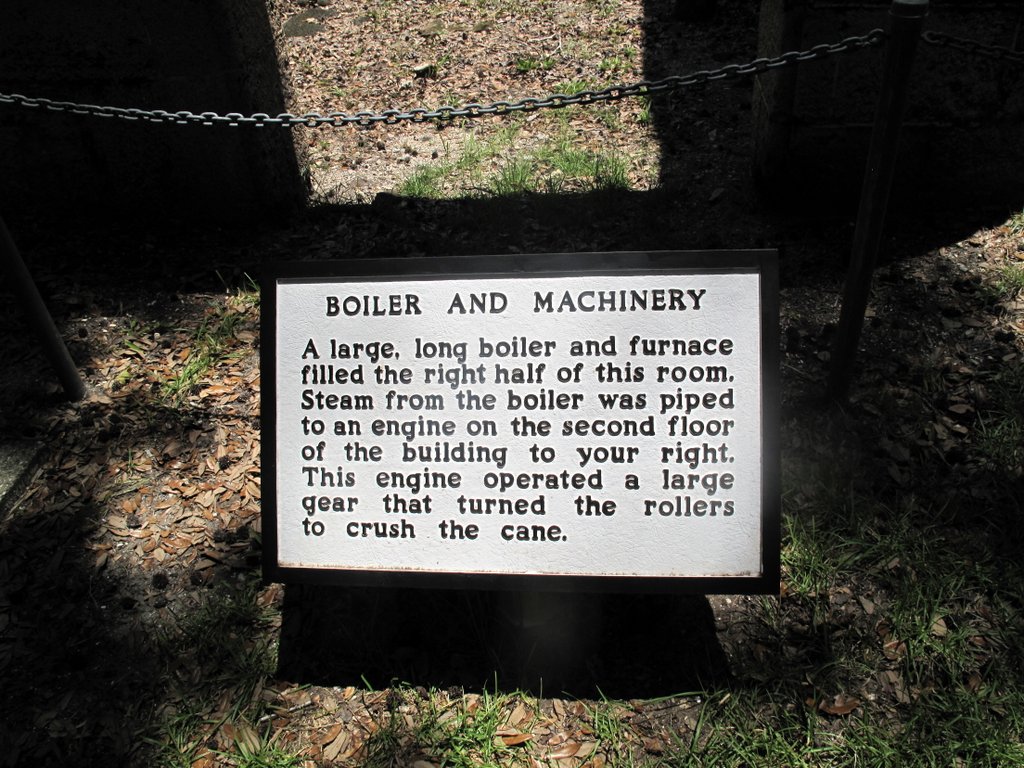 BOILER AND MACHINERY
A large, long boiler and furnace
filled the right half of this room.
Steam from the boiler was piped
to an engine on the second floor
of the building to your right.
This engine operated a large
gear that turned the rollers
to crush the cane.